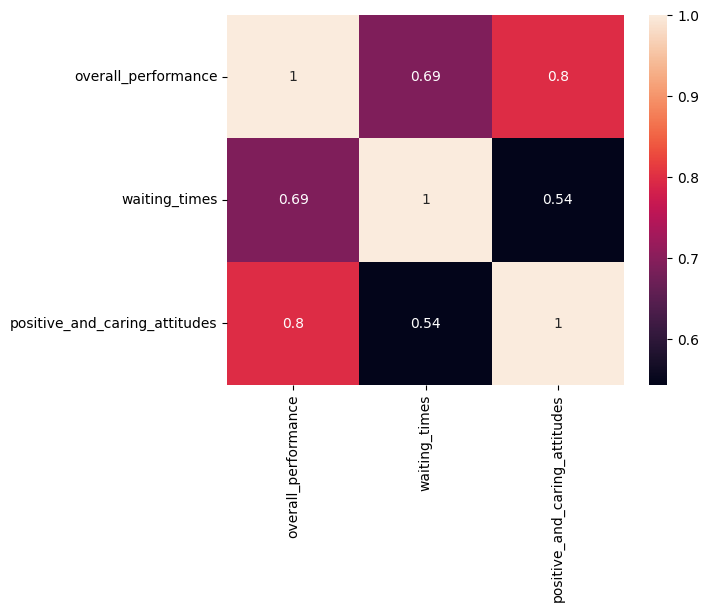 overall_performance
waiting_times
positive_and_caring_attitudes
1 0.69 0.8
0.69 1 0.54
0.8 0.54 1
overall_performance
waiting_times
positive_and_caring_attitudes
1.0
0.9
0.8
0.7
0.6